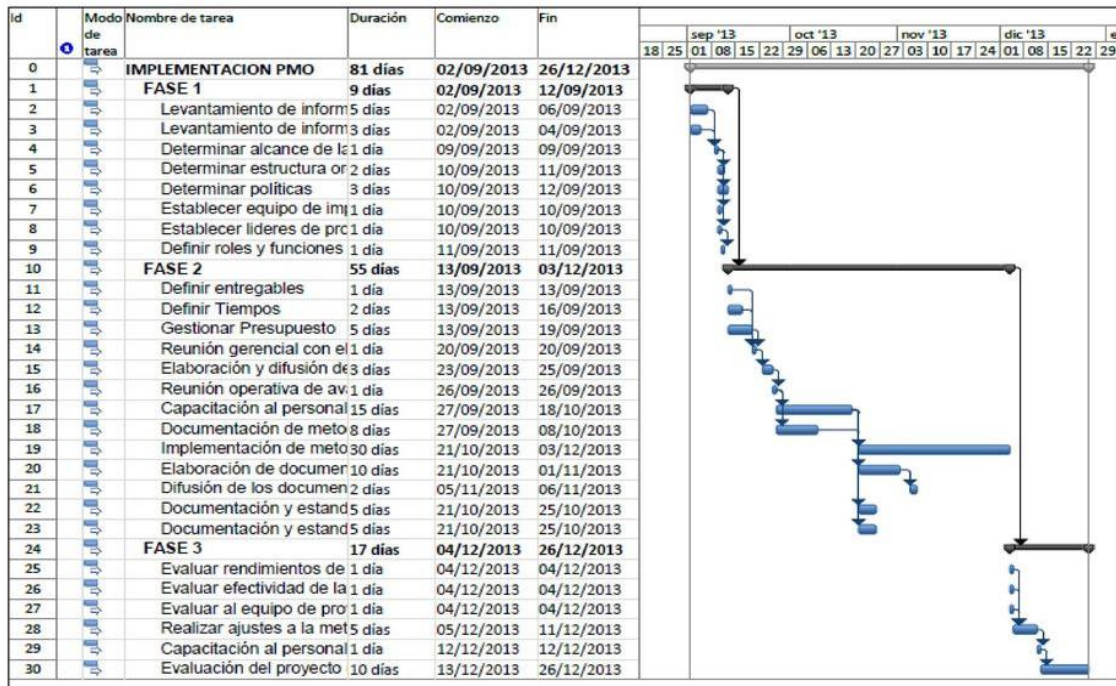 Id Modo de tarea Nombre de tarea Duración Comienzo Fin
sep '13 oct '13 nov '13 dic '13 e
18 25 01 08 15 22 29 06 13 20 27 03 10 17 24 01 08 15 22 29
0 IMPLEMENTACION PMO 81 días 02/09/2013 26/12/2013
1 FASE 1 9 días 02/09/2013 12/09/2013
2 Levantamiento de inform 5 días 02/09/2013 06/09/2013
3 Levantamiento de inform 3 días 02/09/2013 04/09/2013
4 Determinar alcance de la 1 día 09/09/2013 09/09/2013
5 Determinar estructura or 2 días 10/09/2013 11/09/2013
6 Determinar políticas 3 días 10/09/2013 12/09/2013
7 Establecer equipo de imp 1 día 10/09/2013 10/09/2013
8 Establecer lideres de pro 1 día 10/09/2013 10/09/2013
9 Definir roles y funciones 1 día 11/09/2013 11/09/2013
10 FASE 2 55 días 13/09/2013 03/12/2013
11 Definir entregables 1 día 13/09/2013 13/09/2013
12 Definir Tiempos 2 días 13/09/2013 16/09/2013
13 Gestionar Presupuesto 5 días 13/09/2013 19/09/2013
14 Reunión gerencial con el 1 día 20/09/2013 20/09/2013
15 Elaboración y difusión de 3 días 23/09/2013 25/09/2013
16 Reunión operativa de ava 1 día 26/09/2013 26/09/2013
17 Capacitación al personal 15 días 27/09/2013 18/10/2013
18 Documentación de meto 8 días 27/09/2013 08/10/2013
19 Implementación de meto 30 días 21/10/2013 03/12/2013
20 Elaboración de documen 10 días 21/10/2013 01/11/2013
21 Difusión de los documen 2 días 05/11/2013 06/11/2013
22 Documentación y estand 5 días 21/10/2013 25/10/2013
23 Documentación y estand 5 días 21/10/2013 25/10/2013
24 FASE 3 17 días 04/12/2013 26/12/2013
25 Evaluar rendimientos de 1 día 04/12/2013 04/12/2013
26 Evaluar efectividad de la 1 día 04/12/2013 04/12/2013
27 Evaluar al equipo de pro 1 día 04/12/2013 04/12/2013
28 Realizar ajustes a la met 5 días 05/12/2013 11/12/2013
29 Capacitación al personal 1 día 12/12/2013 12/12/2013
30 Evaluación del proyecto 10 días 13/12/2013 26/12/2013